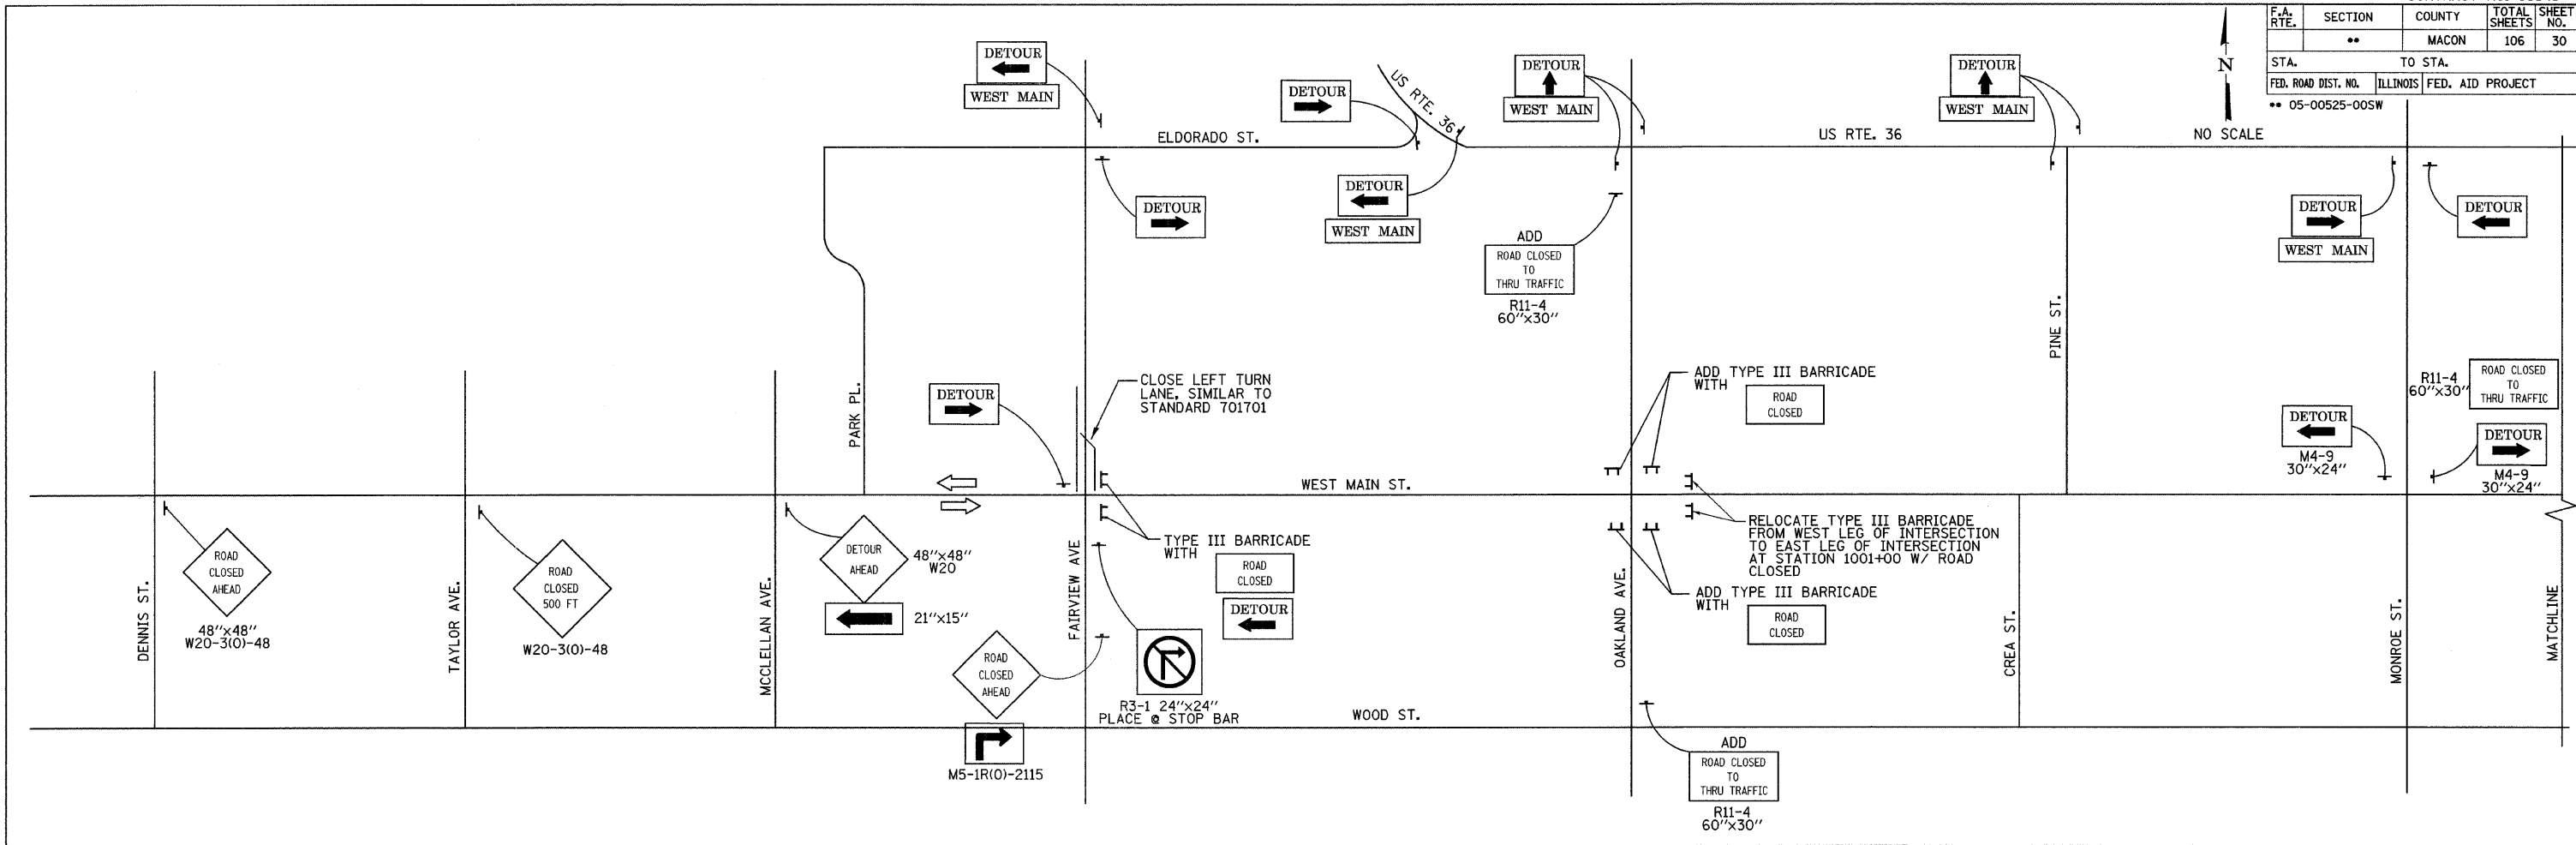 F.A. RTE.
SECTION
COUNTY
TOTAL SHEETS
SHEET NO.
••
MACON
106
30
STA.
TO STA.
FED. ROAD DIST. NO.
ILLINOIS
FED. AID PROJECT
•• 05-00525-00SW
N
NO SCALE
DETOUR
WEST MAIN
DETOUR
US RTE. 36
DETOUR
WEST MAIN
DETOUR
WEST MAIN
ELDORADO ST.
US RTE. 36
DETOUR
DETOUR
WEST MAIN
DETOUR
WEST MAIN
DETOUR
ADD
ROAD CLOSED
TO
THRU TRAFFIC
R11-4
60"x30"
PARK PL.
PINE ST.
DETOUR
CLOSE LEFT TURN
LANE, SIMILAR TO
STANDARD 701701
ADD TYPE III BARRICADE
WITH
ROAD
CLOSED
R11-4
60"x30"
ROAD CLOSED
TO
THRU TRAFFIC
DETOUR
M4-9
30"x24"
DETOUR
M4-9
30"x24"
WEST MAIN ST.
ROAD
CLOSED
AHEAD
48"x48"
W20-3(O)-48
ROAD
CLOSED
500 FT
W20-3(O)-48
DETOUR
AHEAD
48"x48"
W20
21"x15"
TYPE III BARRICADE
WITH
ROAD
CLOSED
DETOUR
RELOCATE TYPE III BARRICADE
FROM WEST LEG OF INTERSECTION
TO EAST LEG OF INTERSECTION
AT STATION 1001+00 W/ ROAD
CLOSED
ADD TYPE III BARRICADE
WITH
ROAD
CLOSED
DENNIS ST.
TAYLOR AVE.
MCCLELLAN AVE.
FAIRVIEW AVE
OAKLAND AVE.
CREA ST.
MONROE ST.
MATCHLINE
ROAD
CLOSED
AHEAD
M5-1R(O)-2115
R3-1 24"x24"
PLACE @ STOP BAR
WOOD ST.
ADD
ROAD CLOSED
TO
THRU TRAFFIC
R11-4
60"x30"